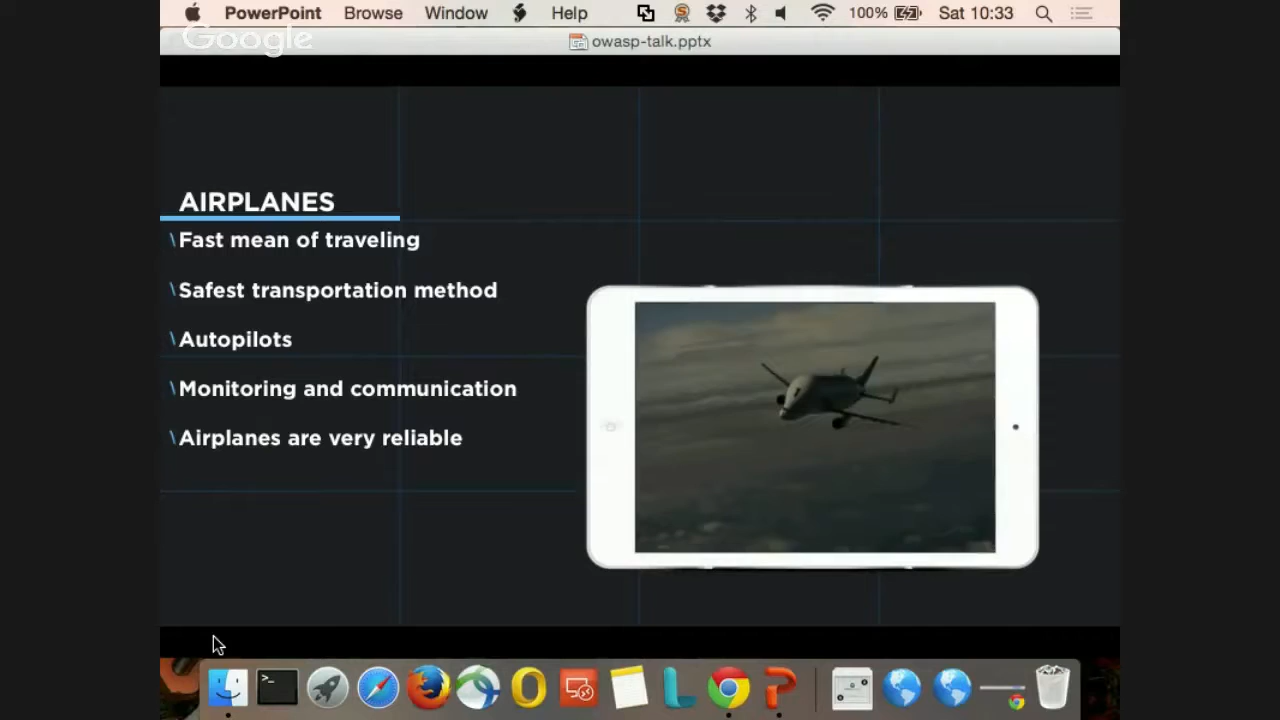 PowerPoint Browse Window Help 100% Sat 10:33
Google
owasp-talk.pptx
AIRPLANES
\Fast mean of traveling
\Safest transportation method
\Autopilots
\Monitoring and communication
\Airplanes are very reliable